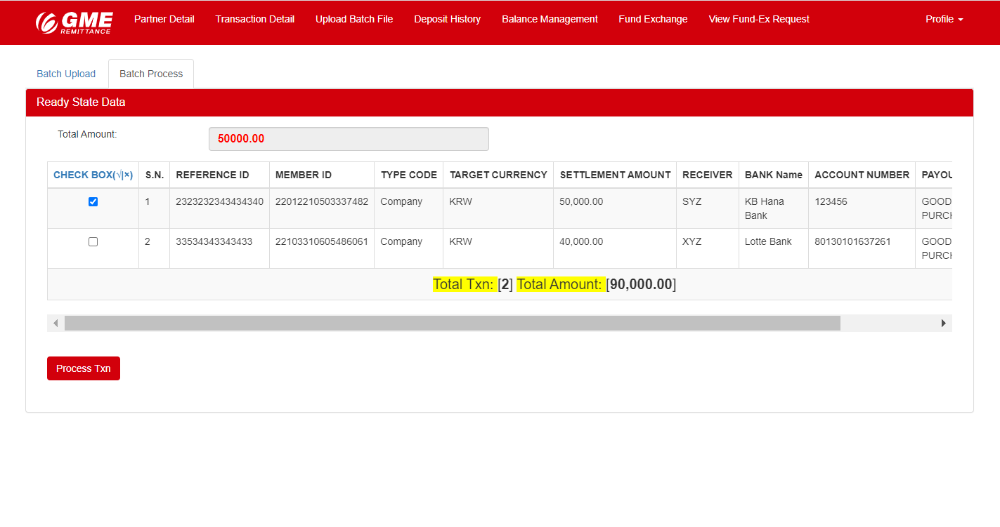 GME REMITTANCE Partner Detail Transaction Detail Upload Batch File Deposit History Balance Management Fund Exchange View Fund-Ex Request Profile
Batch Upload Batch Process
Ready State Data
Total Amount: 50000.00
CHECK BOX(√|×) S.N. REFERENCE ID MEMBER ID TYPE CODE TARGET CURRENCY SETTLEMENT AMOUNT RECEIVER BANK Name ACCOUNT NUMBER PAYOU
1 2323232343434340 22012210503337482 Company KRW 50,000.00 SYZ KB Hana 123456 GOOD
Bank PURCH
2 33534343343433 22103310605486061 Company KRW 40,000.00 XYZ Lotte Bank 80130101637261 GOOD
PURCH
Total Txn: [2] Total Amount: [90,000.00]
Process Txn